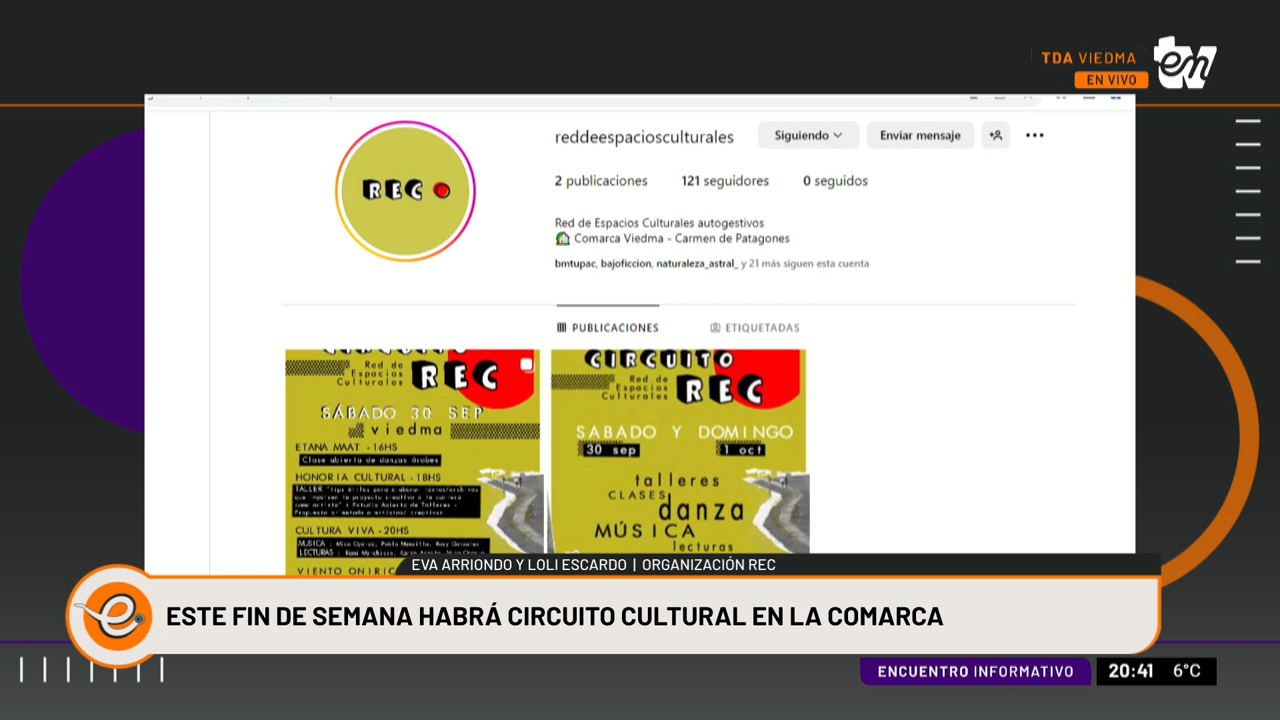 TDA VIEDMA
EN VIVO
em
reddeespaciosculturales
Siguiendo
Enviar mensaje
2 publicaciones
121 seguidores
0 seguidos
Red de Espacios Culturales autogestivos
Comarca Viedma - Carmen de Patagones
bmtupac, bajoficcion, naturaleza_astral_ y 21 más siguen esta cuenta
REC
PUBLICACIONES
ETIQUETADAS
CIRCUITO
Red de
Espacios
Culturales
REC
SÁBADO 30 SEP
viedma
ETANA MAAT - 16HS
Clase abierta de danzas árabes
HONORIA CULTURAL - 18HS
CULTURA VIVA - 20HS
VIENTO ONIRIC
CIRCUITO
Red de
Espacios
Culturales
REC
SABADO Y DOMINGO
30 sep
1 oct
talleres
CLASES
danza
MÚSICA
lecturas
EVA ARRIONDO Y LOLI ESCARDO | ORGANIZACIÓN REC
ESTE FIN DE SEMANA HABRÁ CIRCUITO CULTURAL EN LA COMARCA
ENCUENTRO INFORMATIVO
20:41
6°C